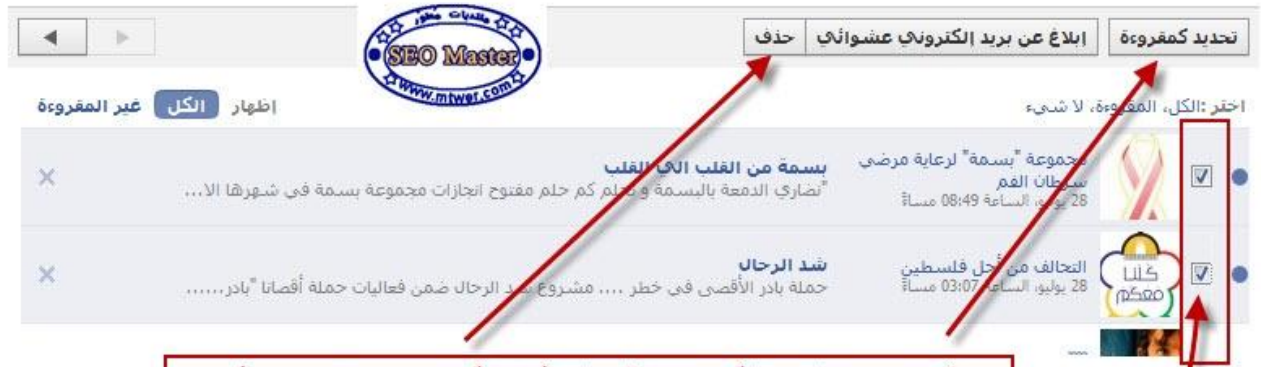 تحديد كمقروءة
إبلاغ عن بريد إلكتروني عشوائي
حذف
منتديات مطور
SEO Master
www.mtwer.com
اختر :الكل، المقروءة، لا شيء
إظهار الكل غير المقروءة
مجموعة "بسمة" لرعاية مرضى
سرطان الفم
28 يوليو، الساعة 08:49 مساءً
بسمة من القلب الى القلب
"نضاري الدمعة بالبسمة و نحلم كم حلم مفتوح انجازات مجموعة بسمة في شهرها الا...
كلنا
معكم
التحالف من أجل فلسطين
28 يوليو، الساعة 03:07 مساءً
شد الرحال
حملة بادر الأقصى في خطر .... مشروع شد الرحال ضمن فعاليات حملة أقصانا "بادر......